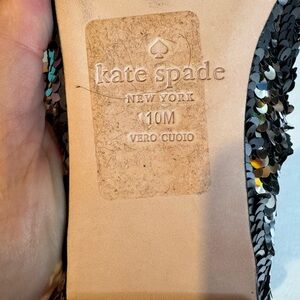 kate spade
NEW YORK
10M
VERO CUOIO